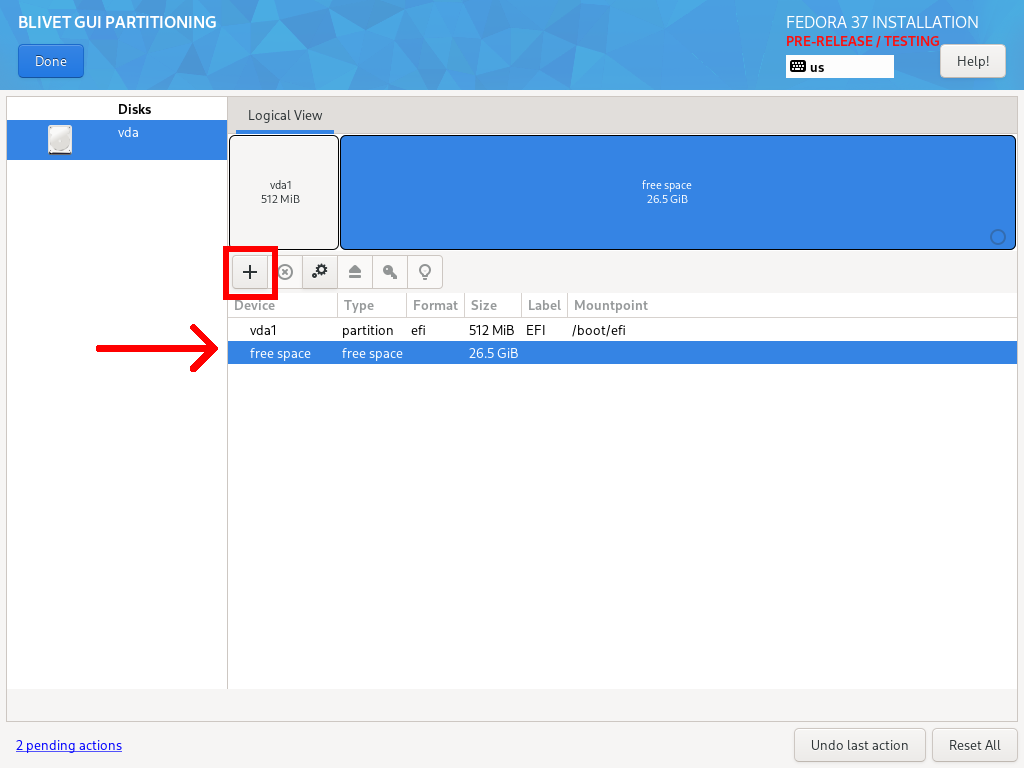 BLIVET GUI PARTITIONING
Done
FEDORA 37 INSTALLATION
PRE-RELEASE / TESTING
us
Help!
Disks
vda
Logical View
vda1
512 MiB
free space
26.5 GiB
Device Type Format Size Label Mountpoint
vda1 partition efi 512 MiB EFI /boot/efi
free space free space 26.5 GiB
2 pending actions
Undo last action
Reset All